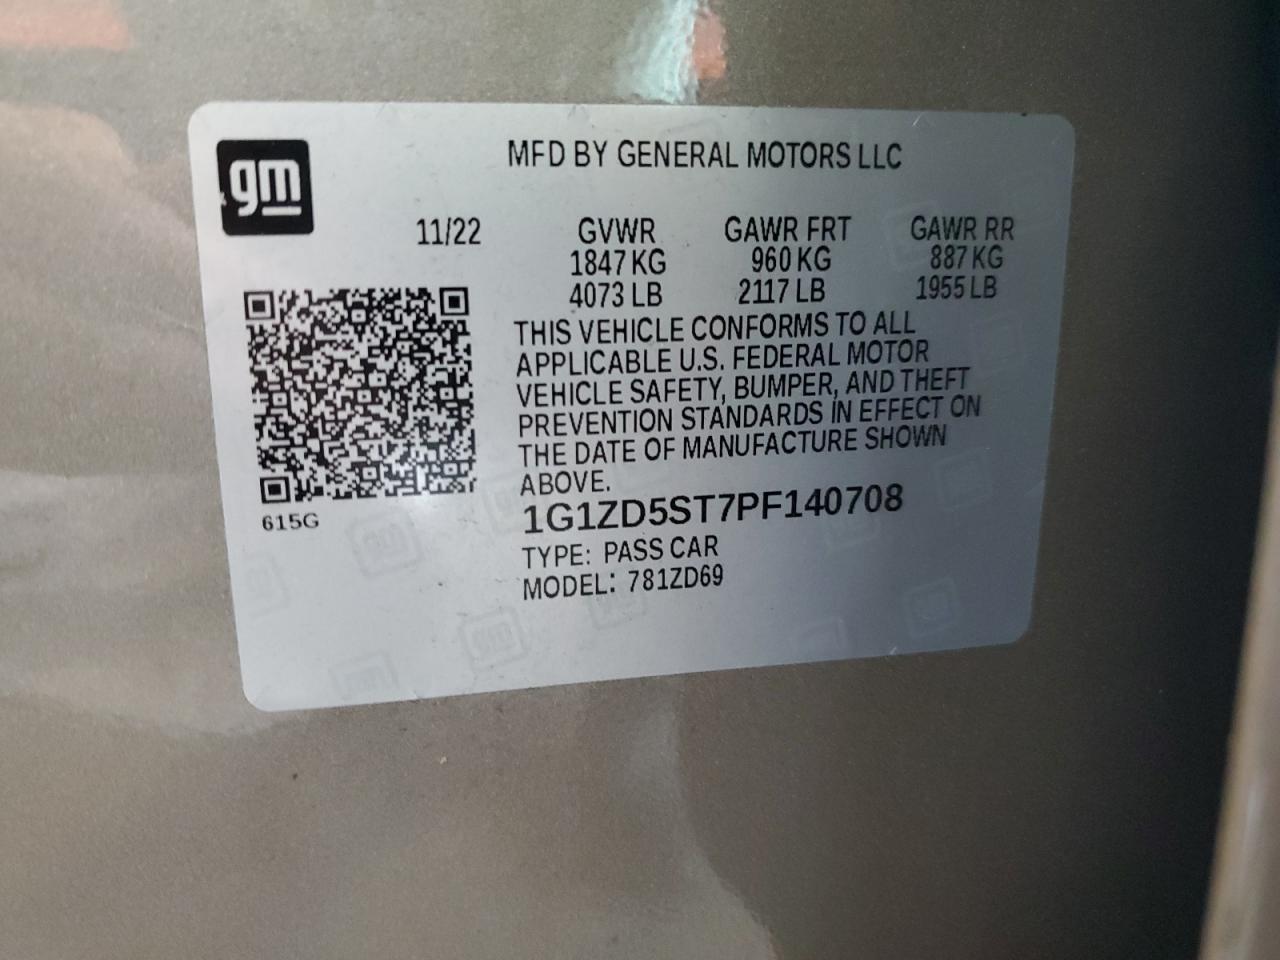 gm
MFD BY GENERAL MOTORS LLC
11/22 GVWR GAWR FRT GAWR RR
1847 KG 960 KG 887 KG
4073 LB 2117 LB 1955 LB
THIS VEHICLE CONFORMS TO ALL
APPLICABLE U.S. FEDERAL MOTOR
VEHICLE SAFETY, BUMPER, AND THEFT
PREVENTION STANDARDS IN EFFECT ON
THE DATE OF MANUFACTURE SHOWN
ABOVE.
615G
1G1ZD5ST7PF140708
TYPE: PASS CAR
MODEL: 781ZD69